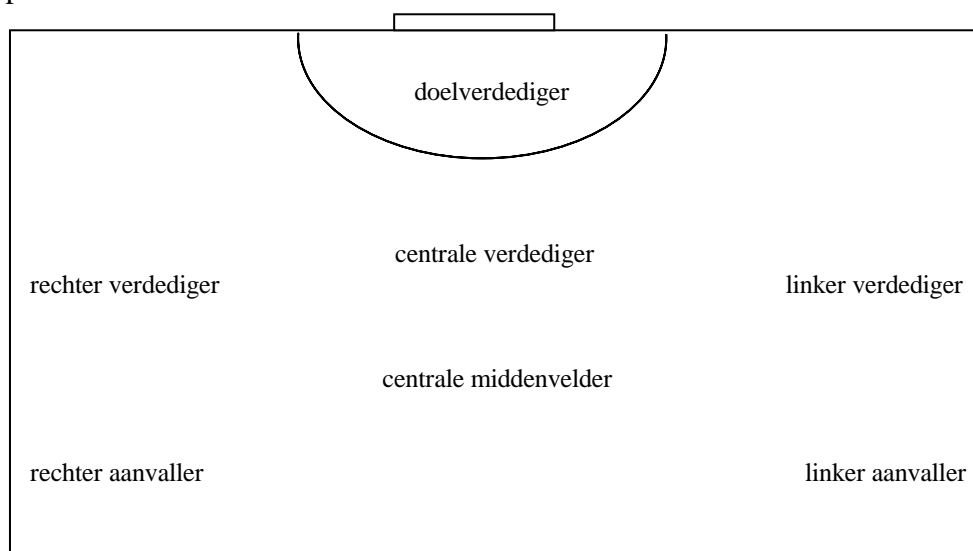 doelverdediger
centrale verdediger
rechter verdediger linker verdediger
centrale middenvelder
rechter aanvaller linker aanvaller